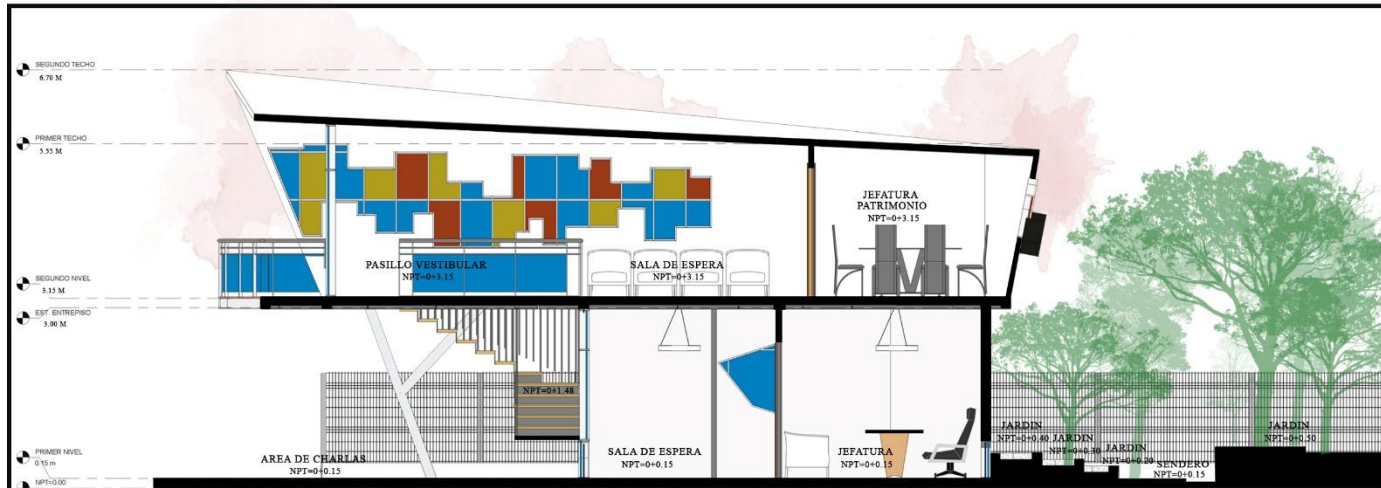 SEGUNDO TECHO
6.70 M
PRIMER TECHO
5.55 M
JEFATURA
PATRIMONIO
NPT=0+3.15
PASILLO VESTIBULAR
NPT=0+3.15
SALA DE ESPERA
NPT=0+3.15
SEGUNDO NIVEL
3.15 M
EST. ENTREPISO
3.00 M
NPT=0+1.48
JARDIN
NPT=0+0.40
JARDIN
NPT=0+0.30
JARDIN
NPT=0+0.20
JARDIN
NPT=0+0.50
SENDERO
NPT=0+0.15
AREA DE CHARLAS
NPT=0+0.15
SALA DE ESPERA
NPT=0+0.15
JEFATURA
NPT=0+0.15
PRIMER NIVEL
0.15 m
NPT=0.00